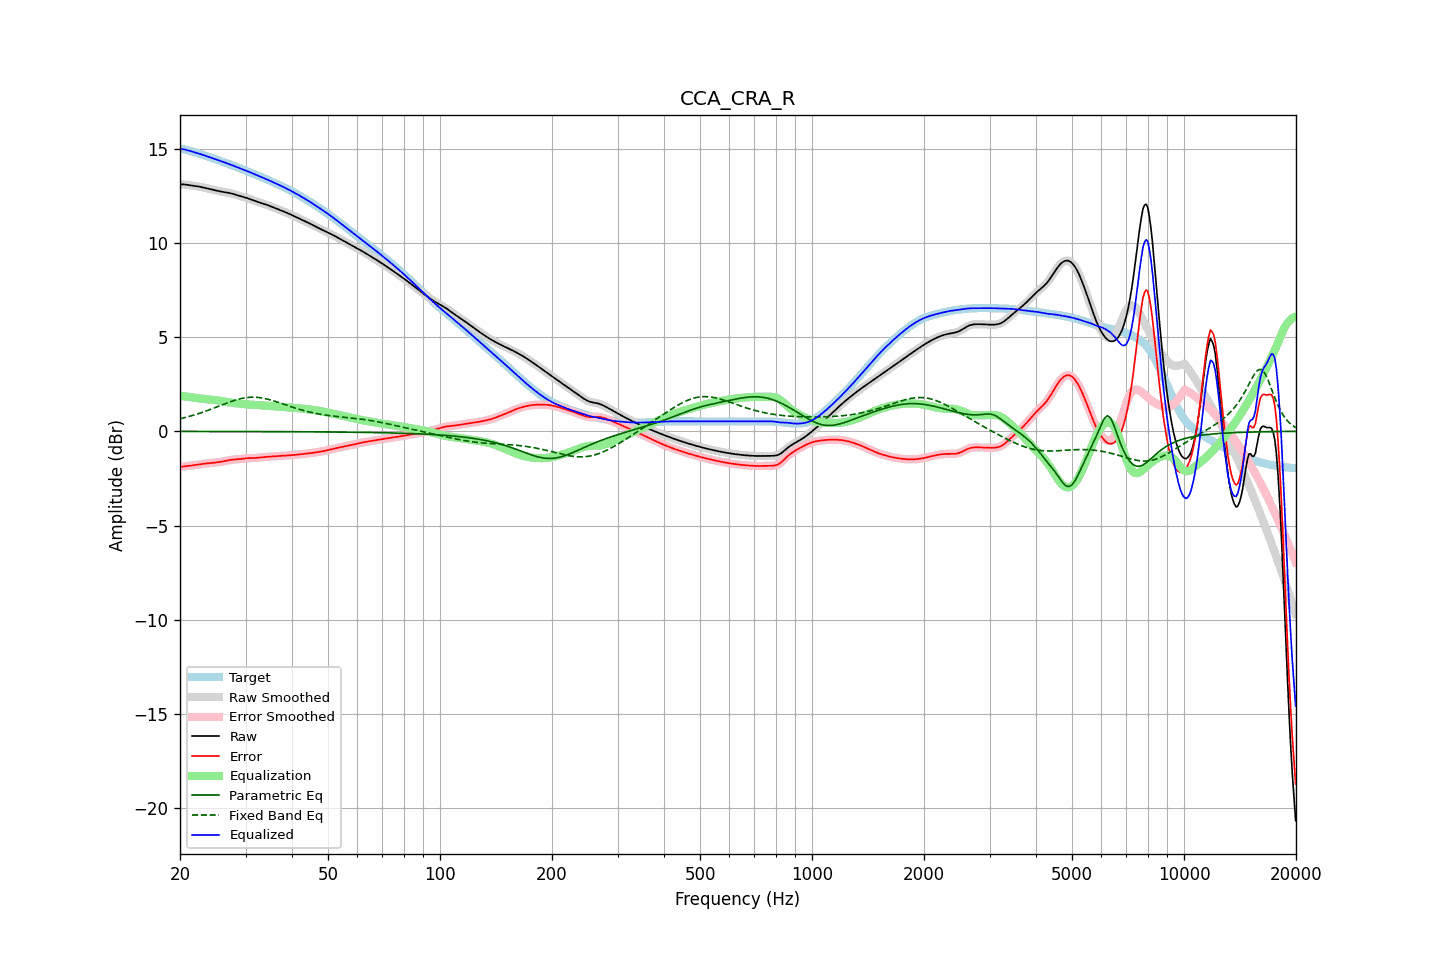 CCA_CRA_R
Amplitude (dBr)
15
10
5
0
−5
−10
−15
−20
Target
Raw Smoothed
Error Smoothed
Raw
Error
Equalization
Parametric Eq
Fixed Band Eq
Equalized
20 50 100 200 500 1000 2000 5000 10000 20000
Frequency (Hz)